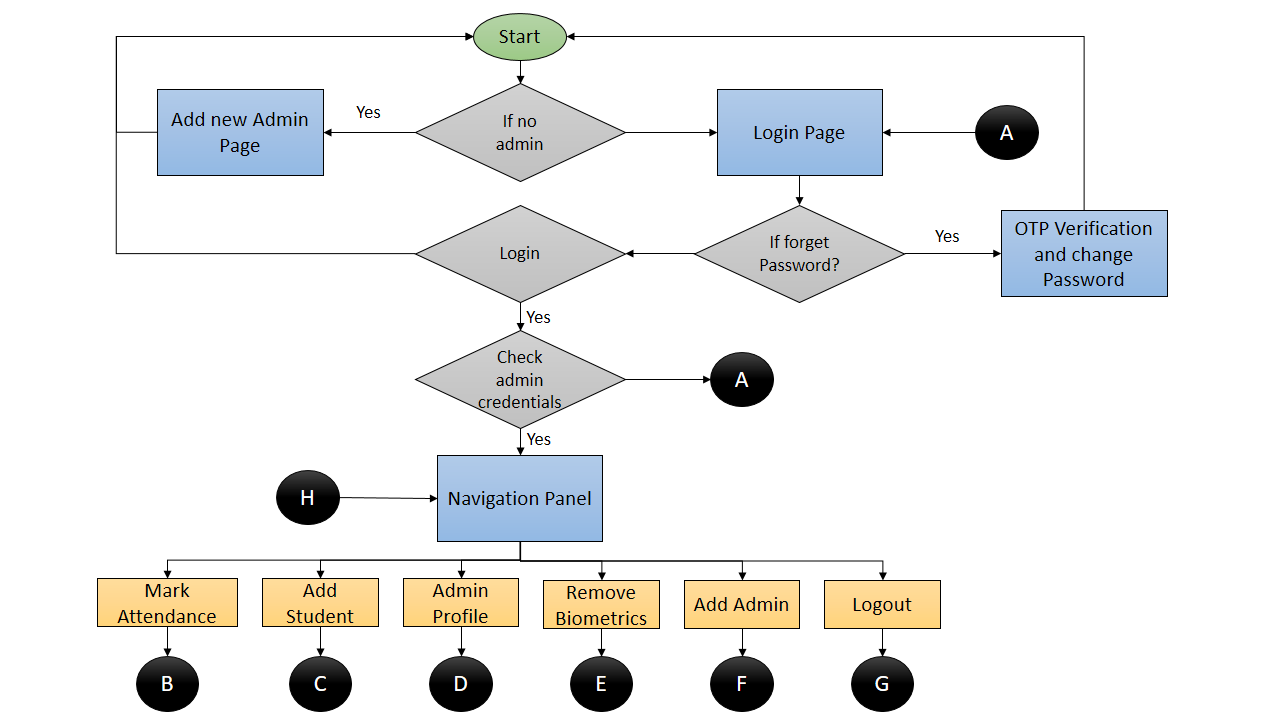 Start
Add new Admin
Page
Yes
If no
admin
Login Page
A
Login
If forget
Password?
Yes
OTP Verification
and change
Password
Yes
Check
admin
credentials
A
Yes
H
Navigation Panel
Mark
Attendance
Add
Student
Admin
Profile
Remove
Biometrics
Add Admin
Logout
B
C
D
E
F
G